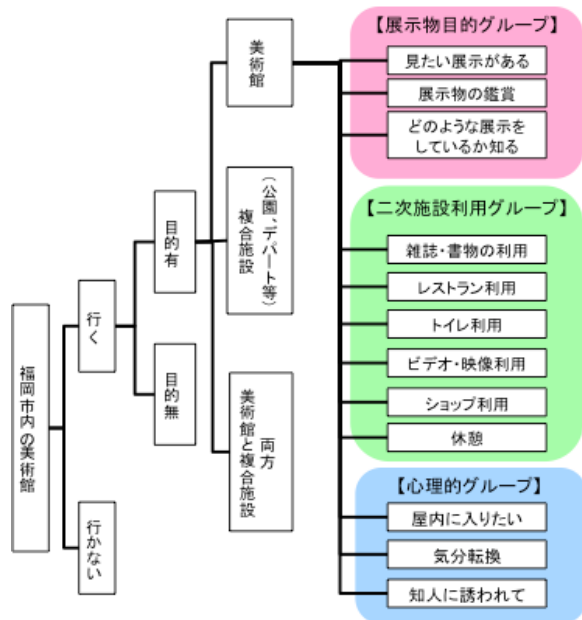 福岡市内の美術館
行く
行かない
目的有
目的無
美術館
複合施設
(公園、デパート等)
両方
美術館と複合施設
【展示物目的グループ】
見たい展示がある
展示物の鑑賞
どのような展示を
しているか知る
【二次施設利用グループ】
雑誌・書物の利用
レストラン利用
トイレ利用
ビデオ・映像利用
ショップ利用
休憩
【心理的グループ】
屋内に入りたい
気分転換
知人に誘われて